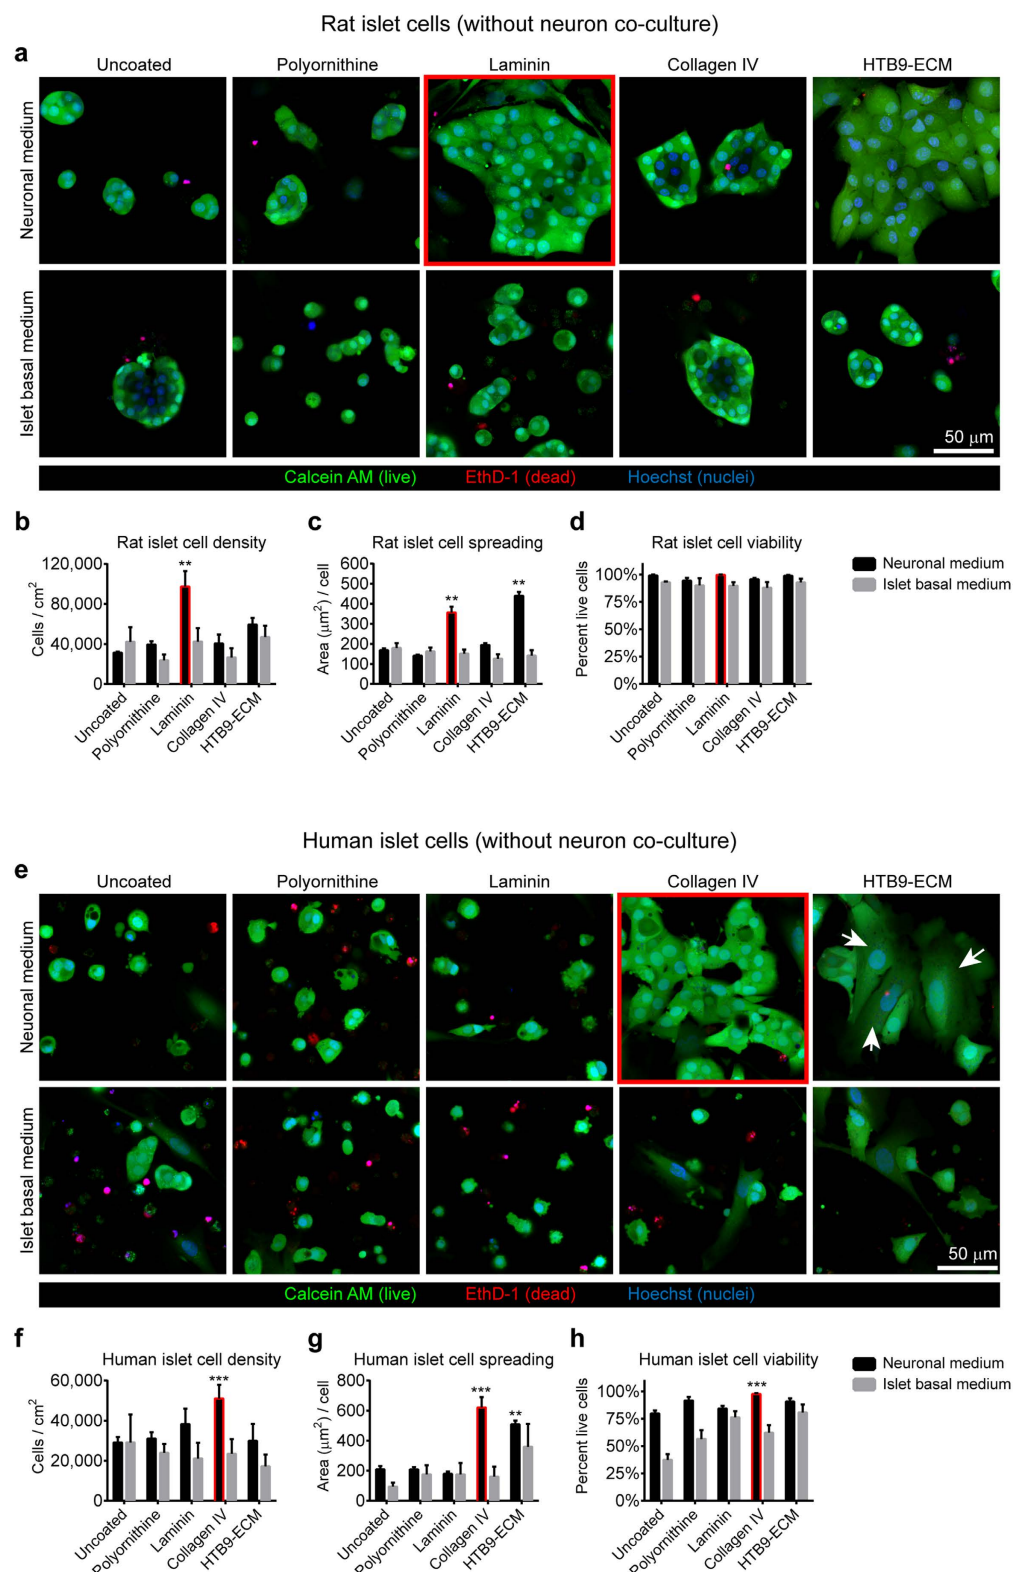 Rat islet cells (without neuron co-culture)
a
Uncoated Polyornithine Laminin Collagen IV HTB9-ECM
Neuronal medium
Islet basal medium
50 μm
Calcein AM (live) EthD-1 (dead) Hoechst (nuclei)
b
Rat islet cell density
Cells / cm²
120,000
80,000
40,000
0
**
Uncoated
Polyornithine
Laminin
Collagen IV
HTB9-ECM
c
Rat islet cell spreading
Area (μm²) / cell
600
500
400
300
200
100
0
**
**
Uncoated
Polyornithine
Laminin
Collagen IV
HTB9-ECM
d
Rat islet cell viability
Percent live cells
100%
75%
50%
25%
0%
Uncoated
Polyornithine
Laminin
Collagen IV
HTB9-ECM
Neuronal medium
Islet basal medium
Human islet cells (without neuron co-culture)
e
Uncoated Polyornithine Laminin Collagen IV HTB9-ECM
Neuonal medium
Islet basal medium
50 μm
Calcein AM (live) EthD-1 (dead) Hoechst (nuclei)
f
Human islet cell density
Cells / cm²
60,000
40,000
20,000
0
***
Uncoated
Polyornithine
Laminin
Collagen IV
HTB9-ECM
g
Human islet cell spreading
Area (μm²) / cell
800
600
400
200
0
***
**
Uncoated
Polyornithine
Laminin
Collagen IV
HTB9-ECM
h
Human islet cell viability
Percent live cells
100%
75%
50%
25%
0%
***
Uncoated
Polyornithine
Laminin
Collagen IV
HTB9-ECM
Neuronal medium
Islet basal medium